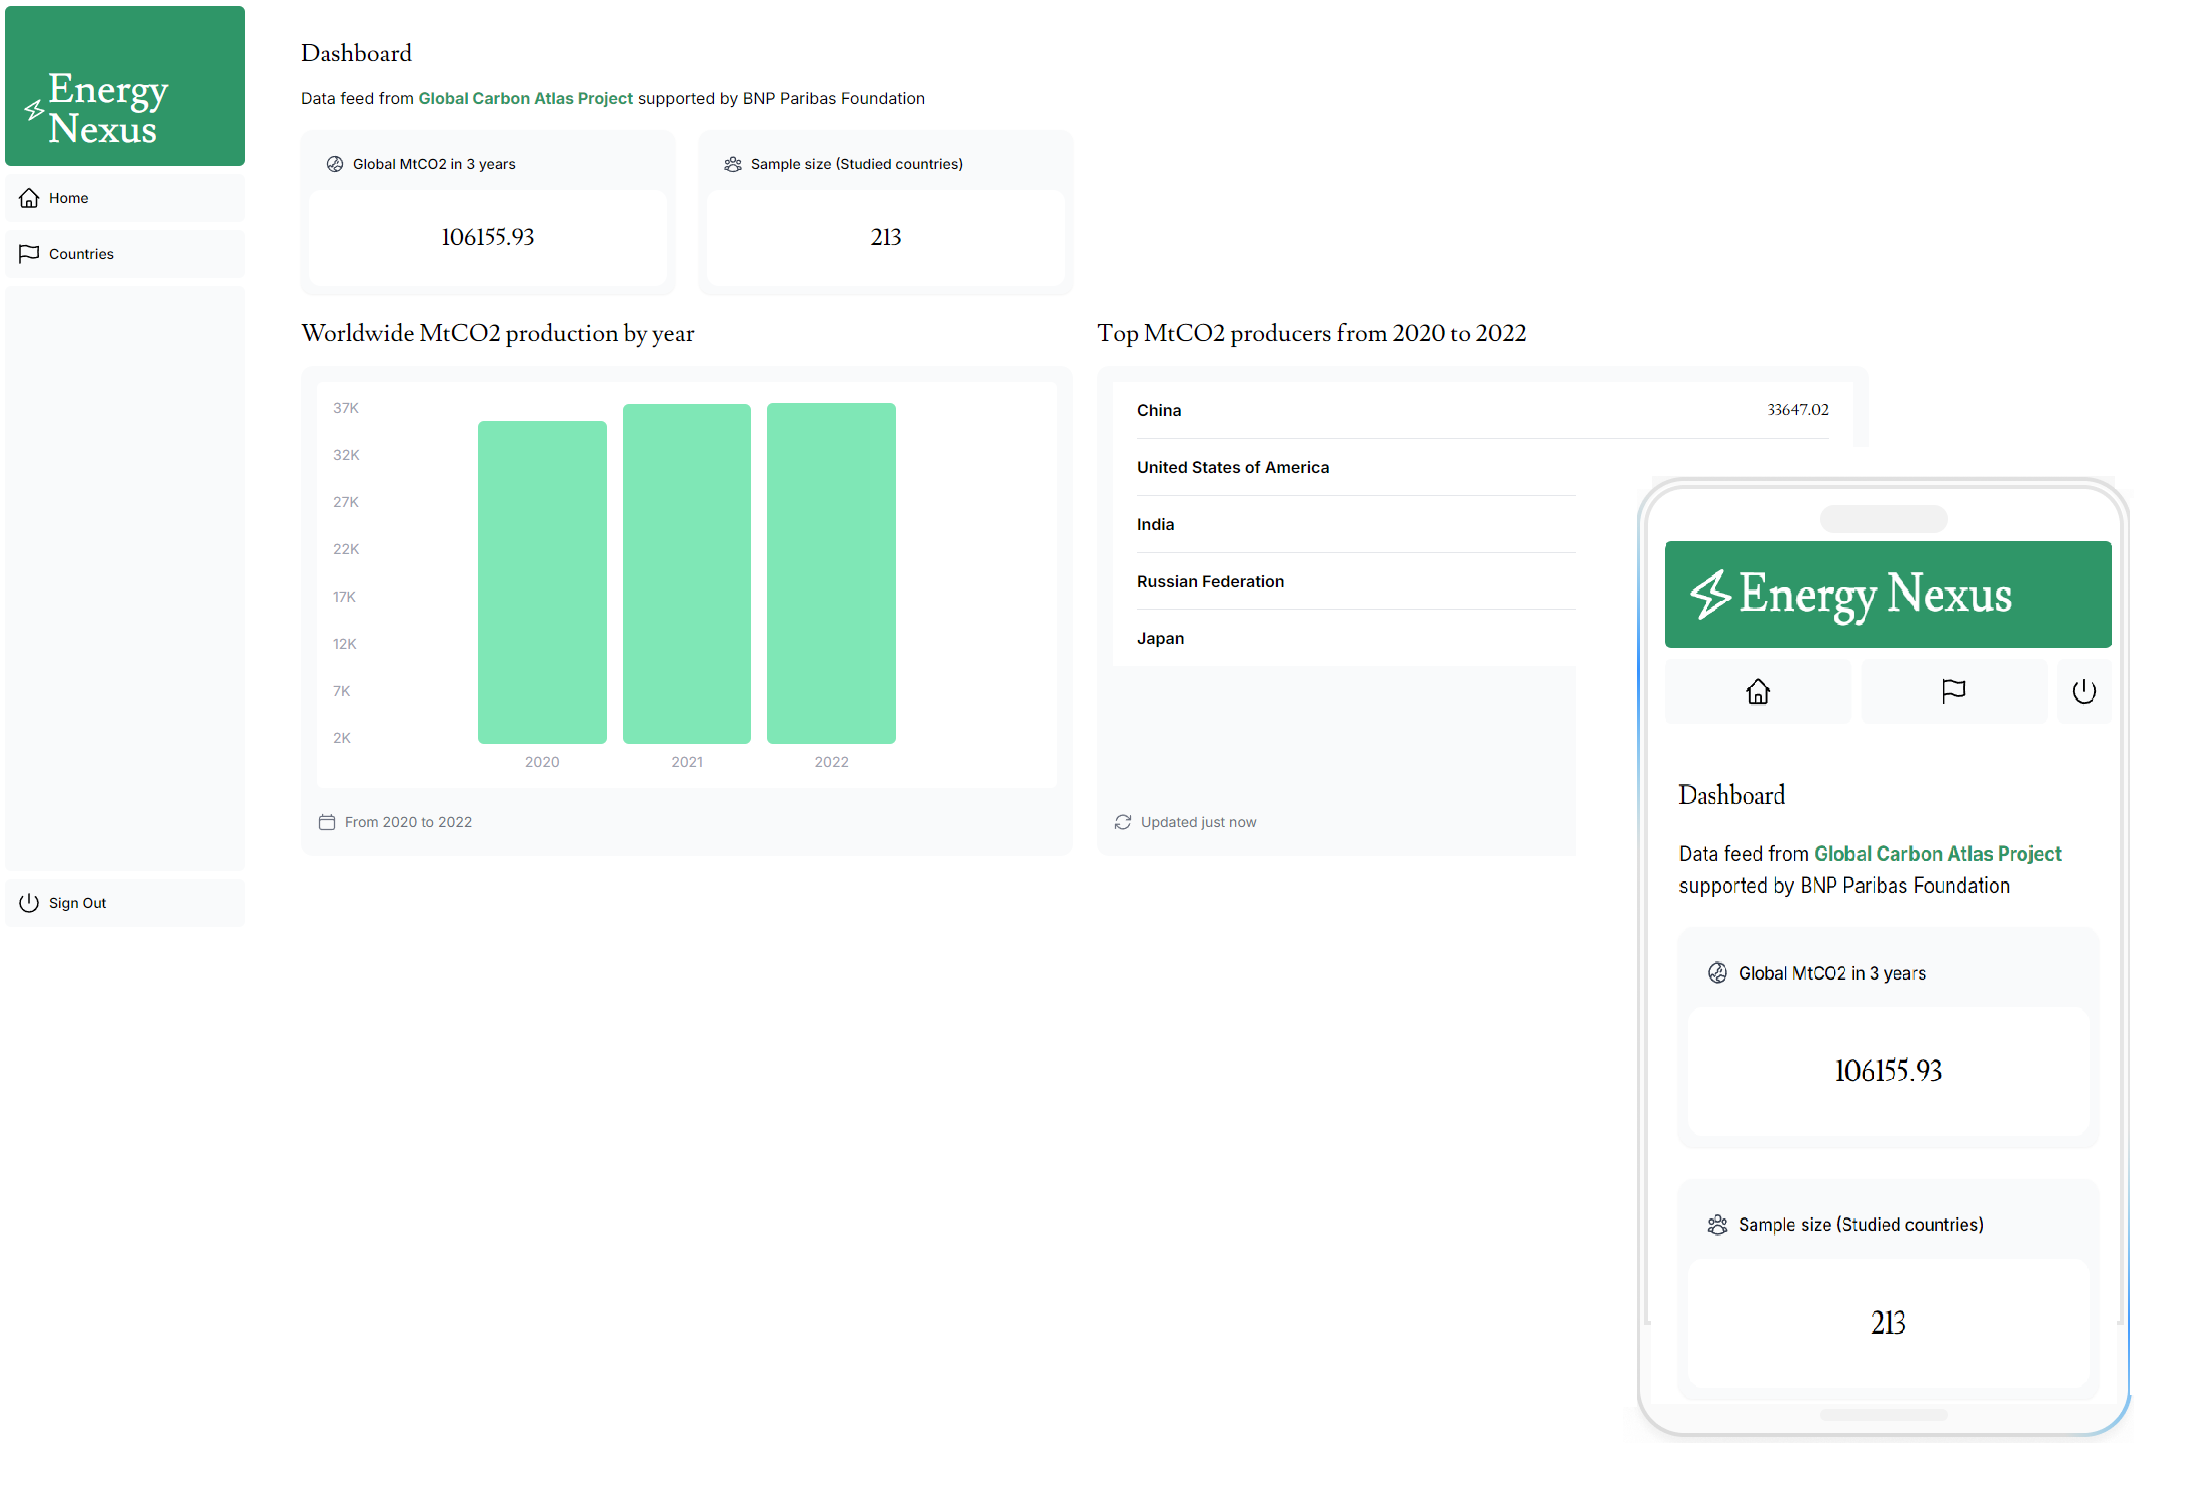 Energy
Nexus
Home
Countries
Sign Out
Dashboard
Data feed from Global Carbon Atlas Project supported by BNP Paribas Foundation
Global MtCO2 in 3 years
106155.93
Sample size (Studied countries)
213
Worldwide MtCO2 production by year
37K
32K
27K
22K
17K
12K
7K
2K
2020 2021 2022
From 2020 to 2022
Top MtCO2 producers from 2020 to 2022
China 33647.02
United States of America
India
Russian Federation
Japan
Updated just now
Energy Nexus
Dashboard
Data feed from Global Carbon Atlas Project
supported by BNP Paribas Foundation
Global MtCO2 in 3 years
106155.93
Sample size (Studied countries)
213